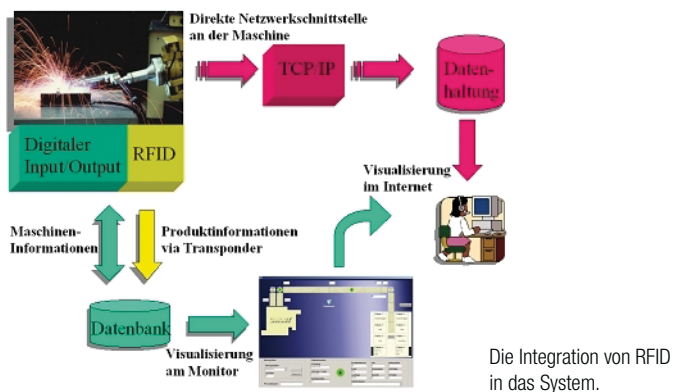 Direkte Netzwerkschnittstelle
an der Maschine
TCP/IP
Daten-
haltung
Digitaler
Input/Output
RFID
Visualisierung
im Internet
Maschinen-
Informationen
Produktinformationen
via Transponder
Datenbank
Visualisierung
am Monitor
Die Integration von RFID
in das System.